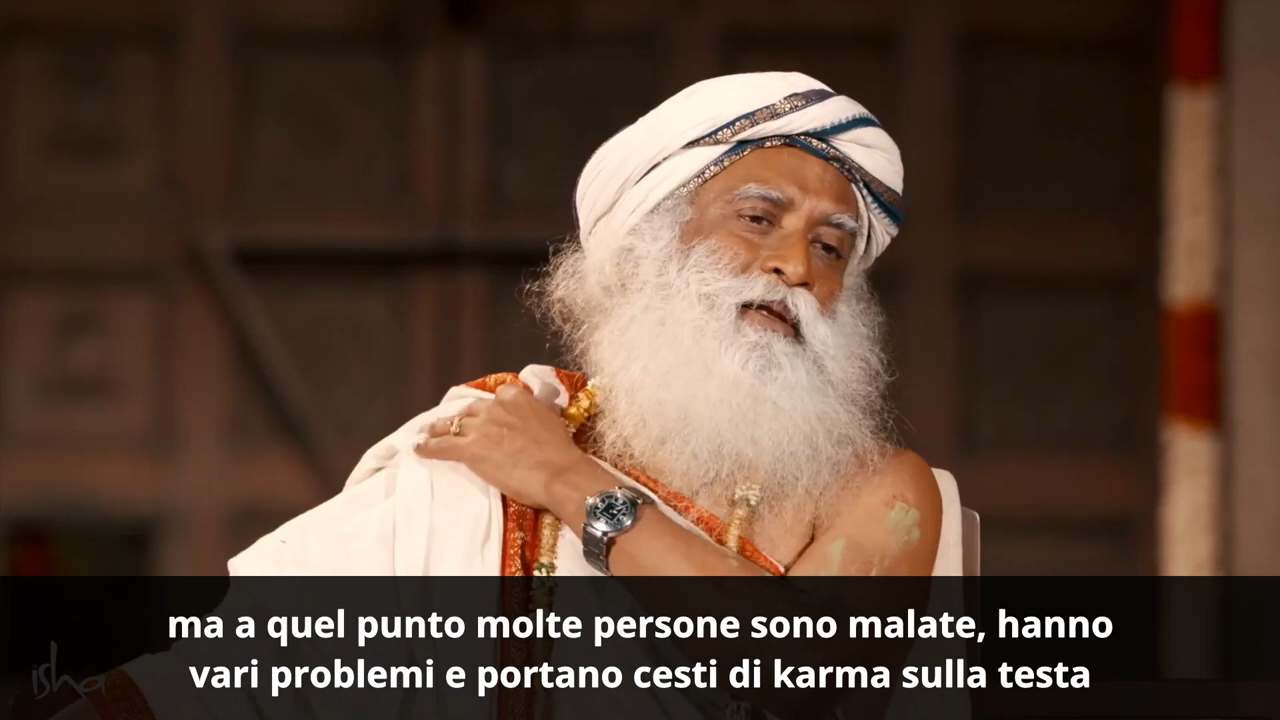 ma a quel punto molte persone sono malate, hanno
vari problemi e portano cesti di karma sulla testa
isha